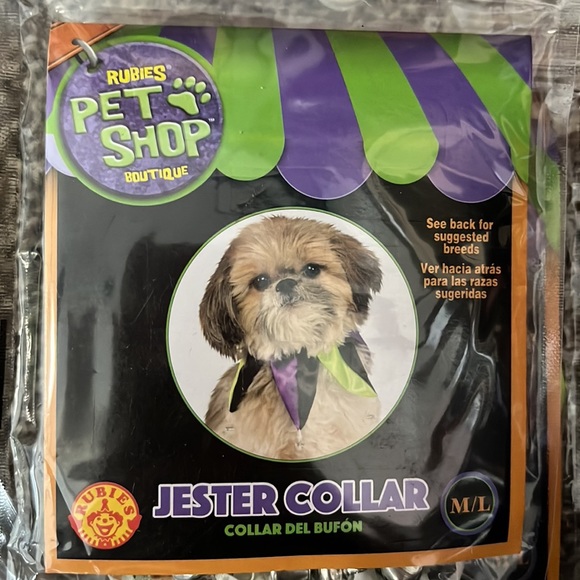 RUBIES®
PET
SHOP™
BOUTIQUE
See back for
suggested
breeds
Ver hacia atrás
para las razas
sugeridas
RUBIES
JESTER COLLAR
COLLAR DEL BUFÓN
M/L